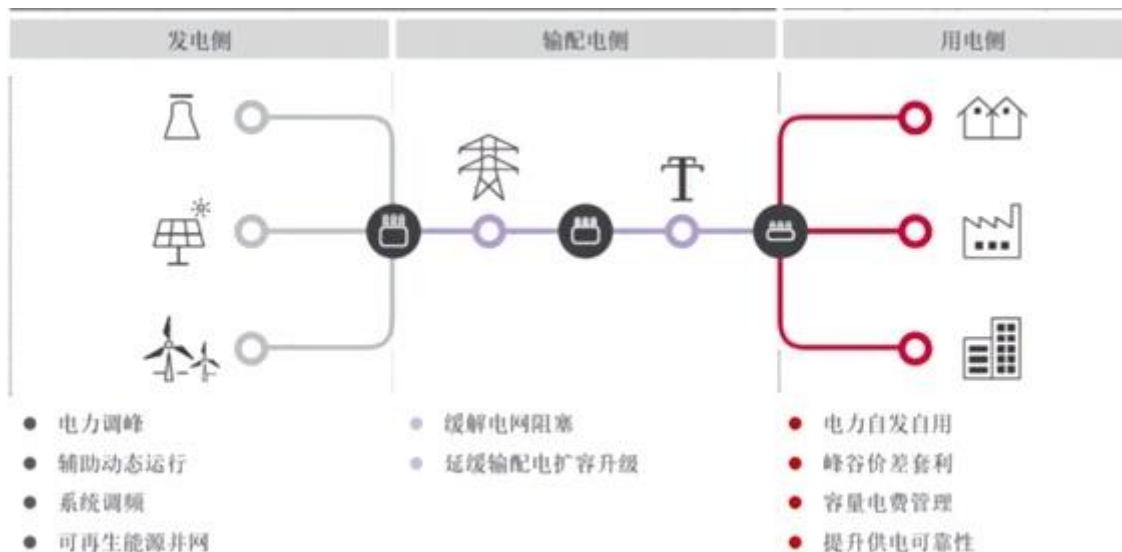 发电侧
输配电侧
用电侧
电力调峰
辅助动态运行
系统调频
可再生能源并网
缓解电网阻塞
延缓输配电扩容升级
电力自发自用
峰谷价差套利
容量电费管理
提升供电可靠性